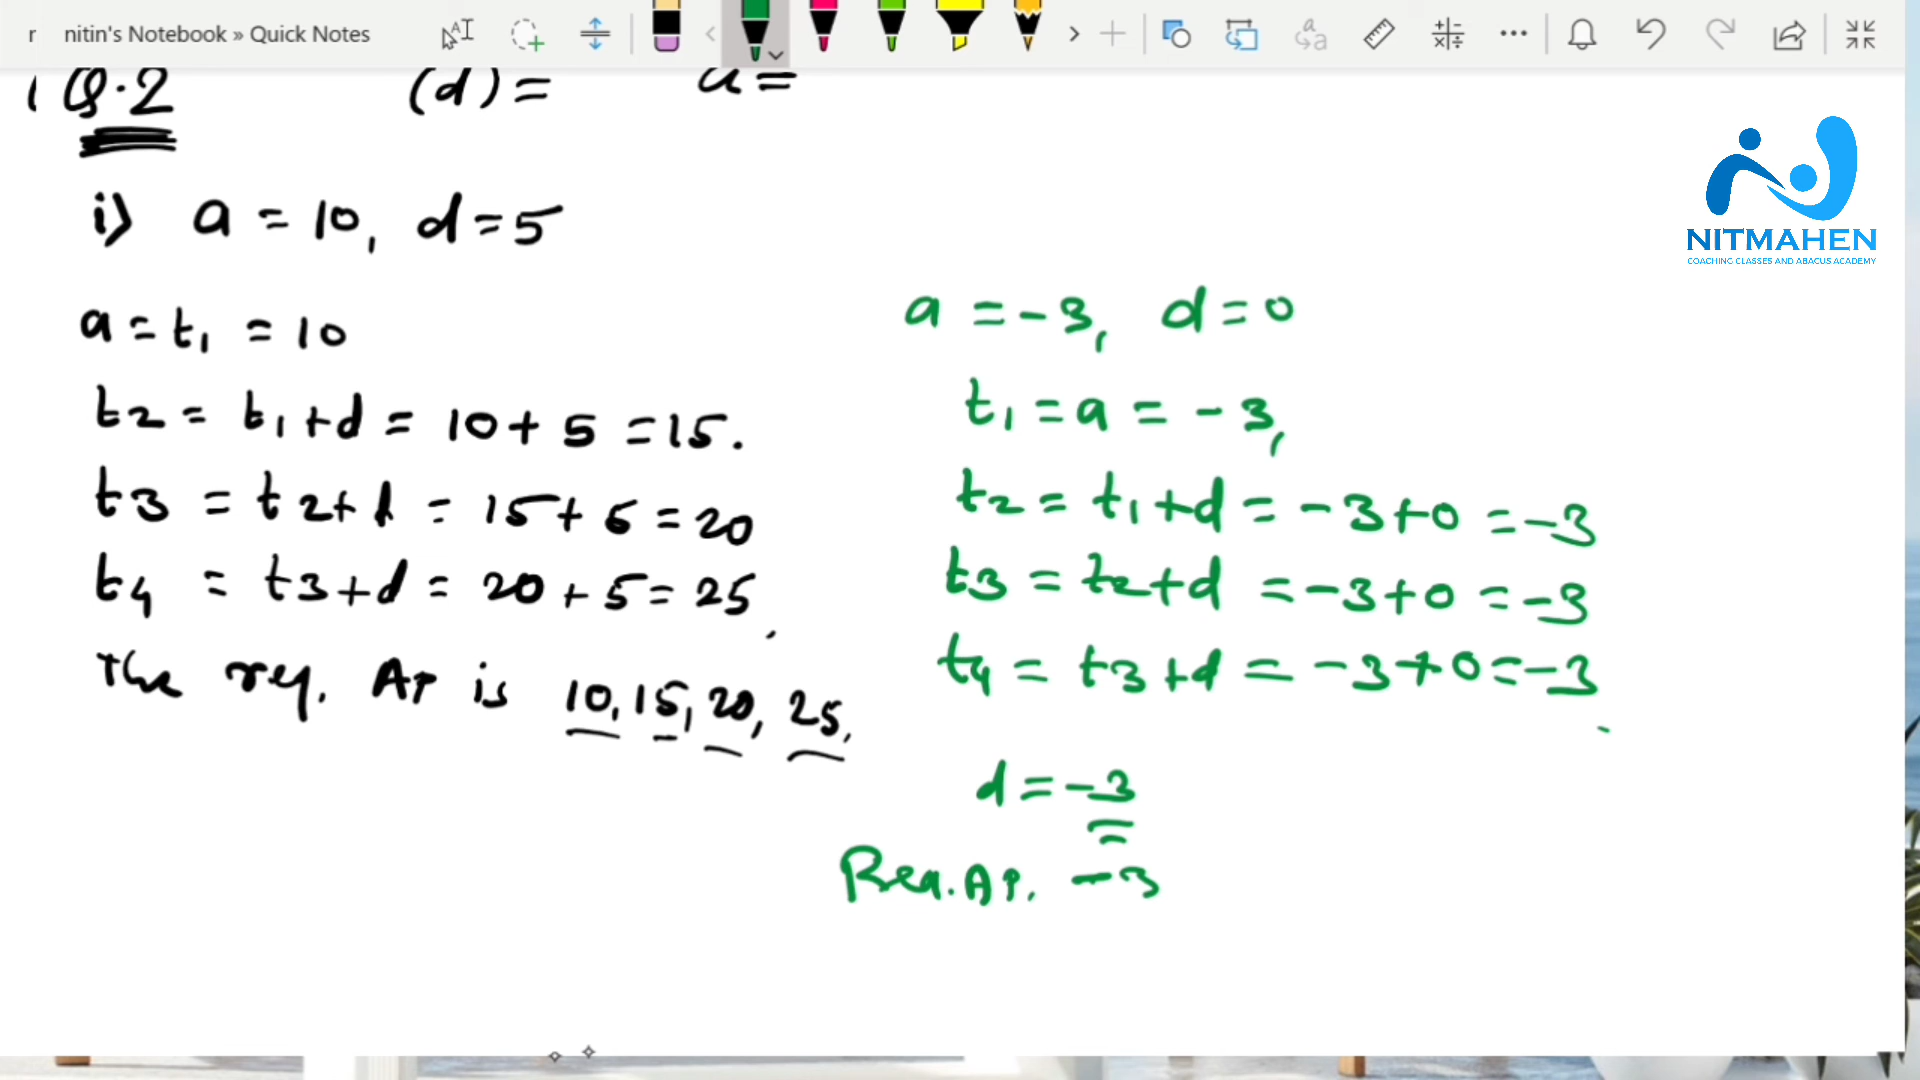 r nitin's Notebook » Quick Notes
Q.2 (d)= a=
i) a = 10, d=5
a = t1 = 10
t2 = t1+d = 10+5 =15.
t3 = t2+d = 15+5=20
t4 = t3+d = 20+5=25
The req. AP is 10,15,20,25.
a = -3, d=0
t1 = a = -3,
t2 = t1+d = -3+0 =-3
t3 = t2+d =-3+0 =-3
t4 = t3+d = -3+0=-3
d=-3
Req.AP. -3
NITMAHEN
COACHING CLASSES AND ABACUS ACADEMY